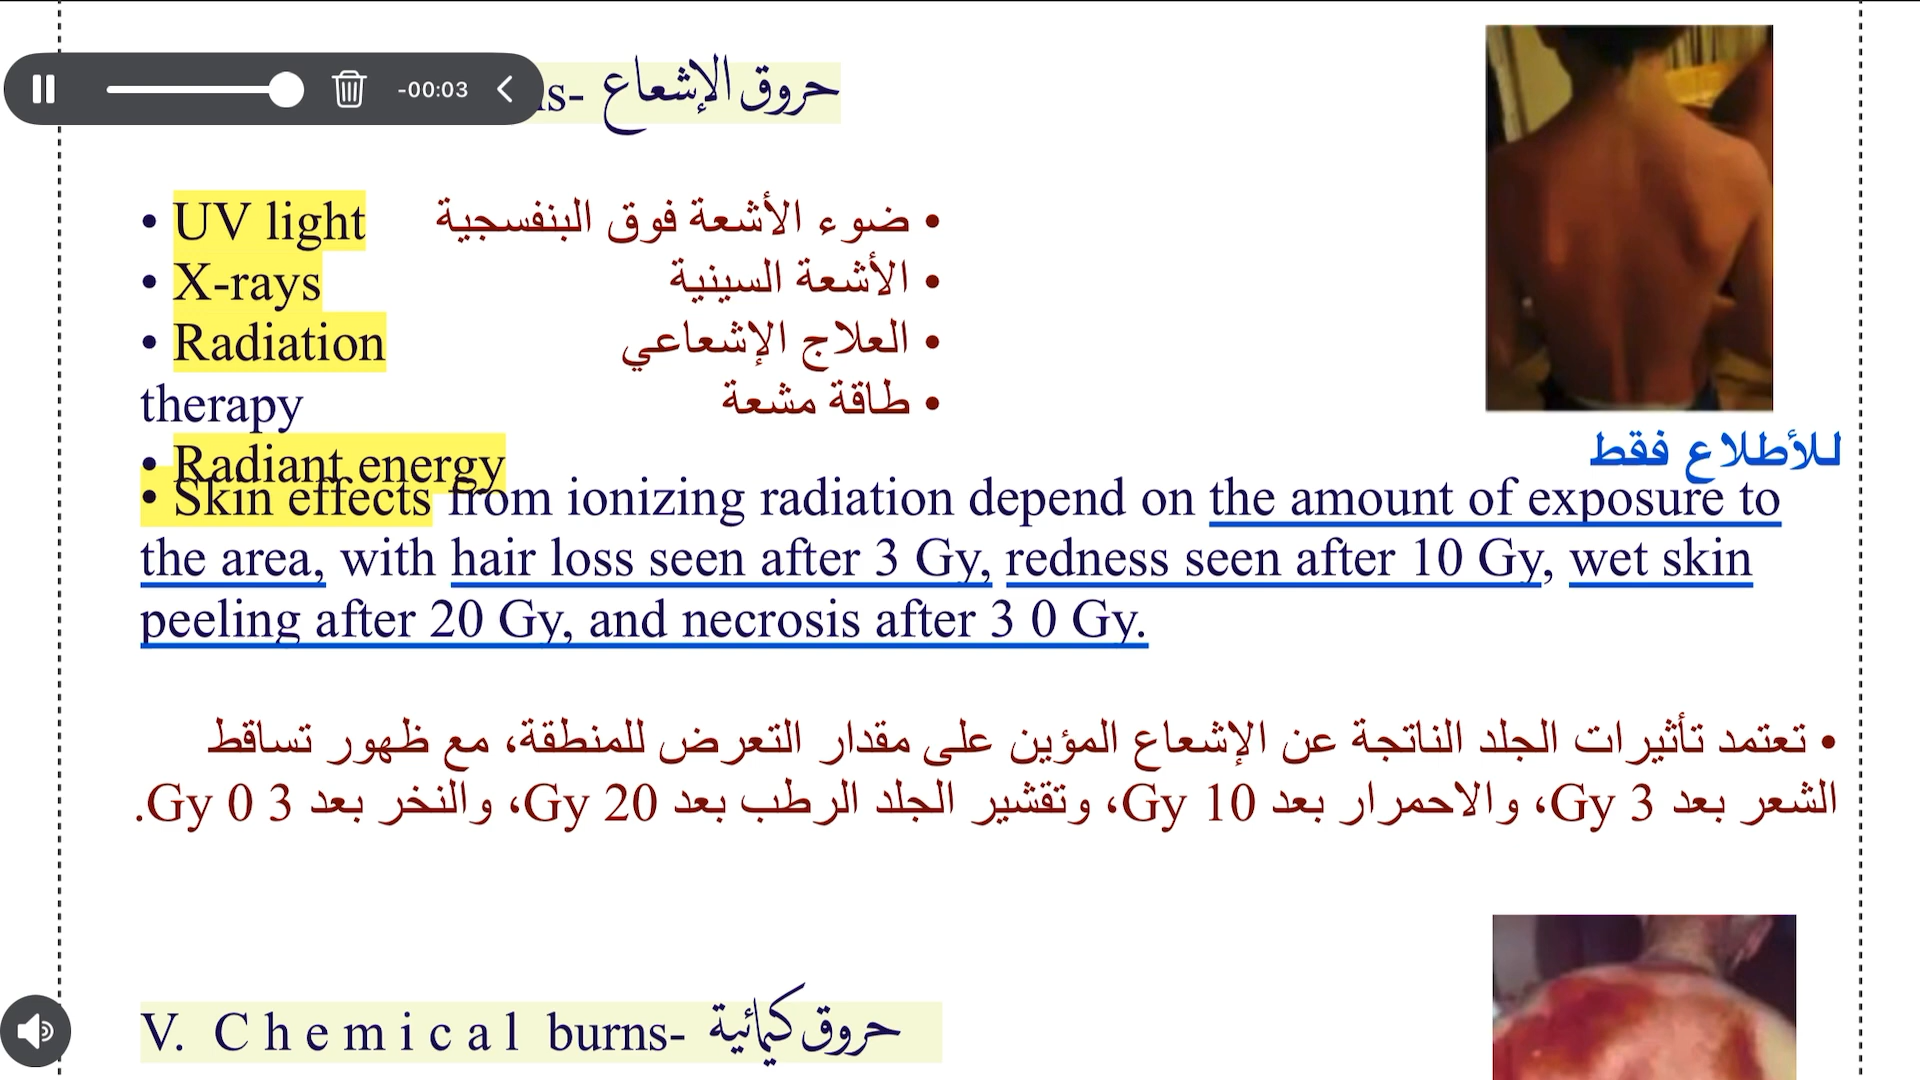 -00:03
s- حروق الإشعاع
• UV light
• ضوء الأشعة فوق البنفسجية
• X-rays
• الأشعة السينية
• Radiation
• العلاج الإشعاعي
therapy
• طاقة مشعة
• Radiant energy
للأطلاع فقط
• Skin effects from ionizing radiation depend on the amount of exposure to
the area, with hair loss seen after 3 Gy, redness seen after 10 Gy, wet skin
peeling after 20 Gy, and necrosis after 3 0 Gy.
• تعتمد تأثيرات الجلد الناتجة عن الإشعاع المؤين على مقدار التعرض للمنطقة، مع ظهور تساقط
الشعر بعد 3 Gy، والاحمرار بعد 10 Gy، وتقشير الجلد الرطب بعد 20 Gy، والنخر بعد 3 0 Gy.
V. C h e m i c a l burns- حروق كيمائية